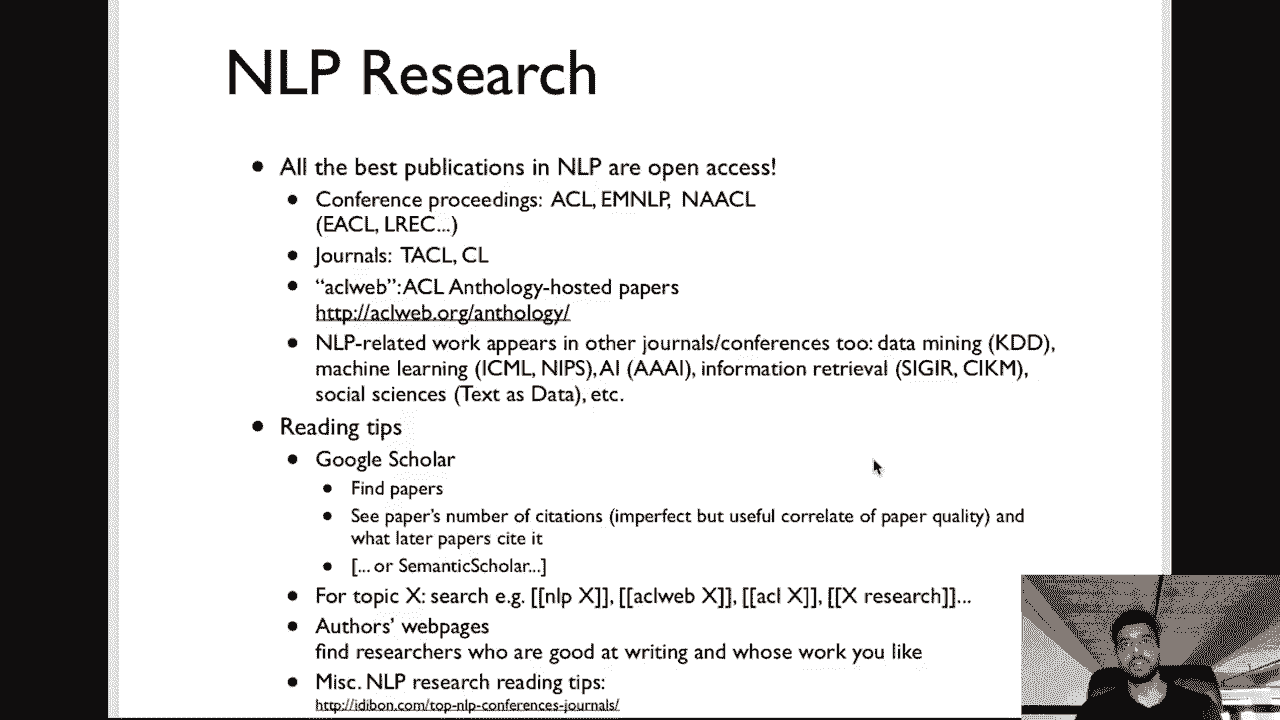 NLP Research
• All the best publications in NLP are open access!
• Conference proceedings: ACL, EMNLP, NAACL
(EACL, LREC...)
• Journals: TACL, CL
• “aclweb”: ACL Anthology-hosted papers
http://aclweb.org/anthology/
• NLP-related work appears in other journals/conferences too: data mining (KDD),
machine learning (ICML, NIPS), AI (AAAI), information retrieval (SIGIR, CIKM),
social sciences (Text as Data), etc.
• Reading tips
• Google Scholar
• Find papers
• See paper’s number of citations (imperfect but useful correlate of paper quality) and
what later papers cite it
• [... or SemanticScholar...]
• For topic X: search e.g. [[nlp X]], [[aclweb X]], [[acl X]], [[X research]]...
• Authors’ webpages
find researchers who are good at writing and whose work you like
• Misc. NLP research reading tips:
http://idibon.com/top-nlp-conferences-journals/